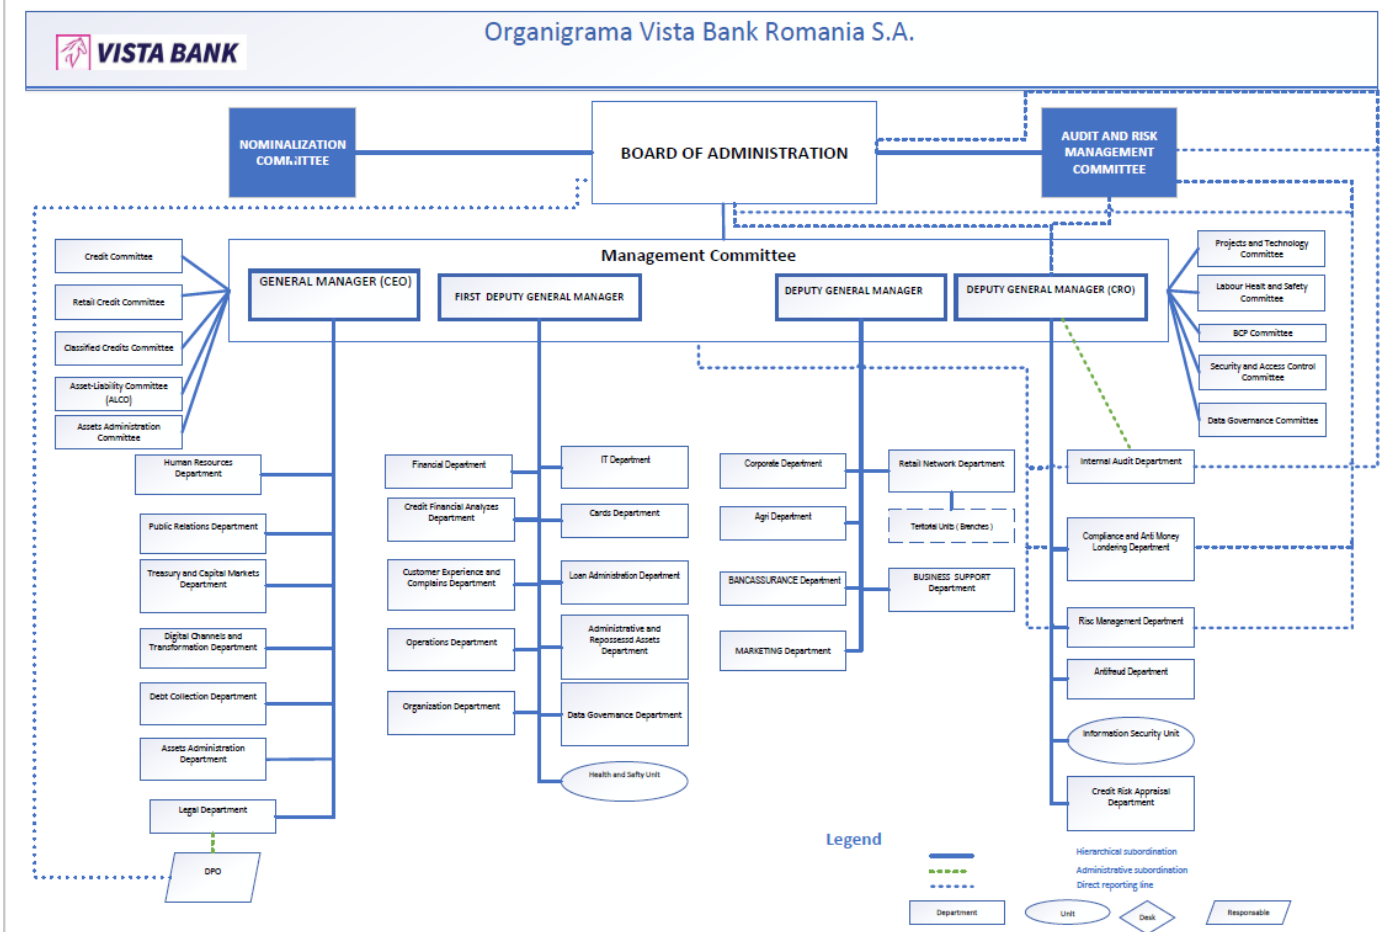 Organigrama Vista Bank Romania S.A.
VISTA BANK
NOMINALIZATION
COMMITTEE
BOARD OF ADMINISTRATION
AUDIT AND RISK
MANAGEMENT
COMMITTEE
Management Committee
GENERAL MANAGER (CEO)
FIRST DEPUTY GENERAL MANAGER
DEPUTY GENERAL MANAGER
DEPUTY GENERAL MANAGER (CRO)
Credit Committee
Retail Credit Committee
Classified Credits Committee
Asset-Liability Committee
(ALCO)
Assets Administration
Committee
Projects and Technology
Committee
Labour Healt and Safety
Committee
BCP Committee
Security and Access Control
Committee
Data Governance Committee
Human Resources
Department
Public Relations Department
Treasury and Capital Markets
Department
Digital Channels and
Transformation Department
Debt Collection Department
Assets Administration
Department
Legal Department
DPO
Financial Department
Credit Financial Analyzes
Department
Customer Experience and
Complains Department
Operations Department
Organization Department
IT Department
Cards Department
Loan Administration Department
Administrative and
Repossessd Assets
Department
Data Governance Department
Health and Safty Unit
Corporate Department
Agri Department
BANCASSURANCE Department
MARKETING Department
Retail Network Department
Teritorial Units ( Branches )
BUSINESS SUPPORT
Department
Internal Audit Department
Compliance and Anti Money
Londering Department
Risc Management Department
Antifraud Department
Information Security Unit
Credit Risk Appraisal
Department
Legend
Hierarchical subordination
Administrative subordination
Direct reporting line
Department
Unit
Desk
Responsable